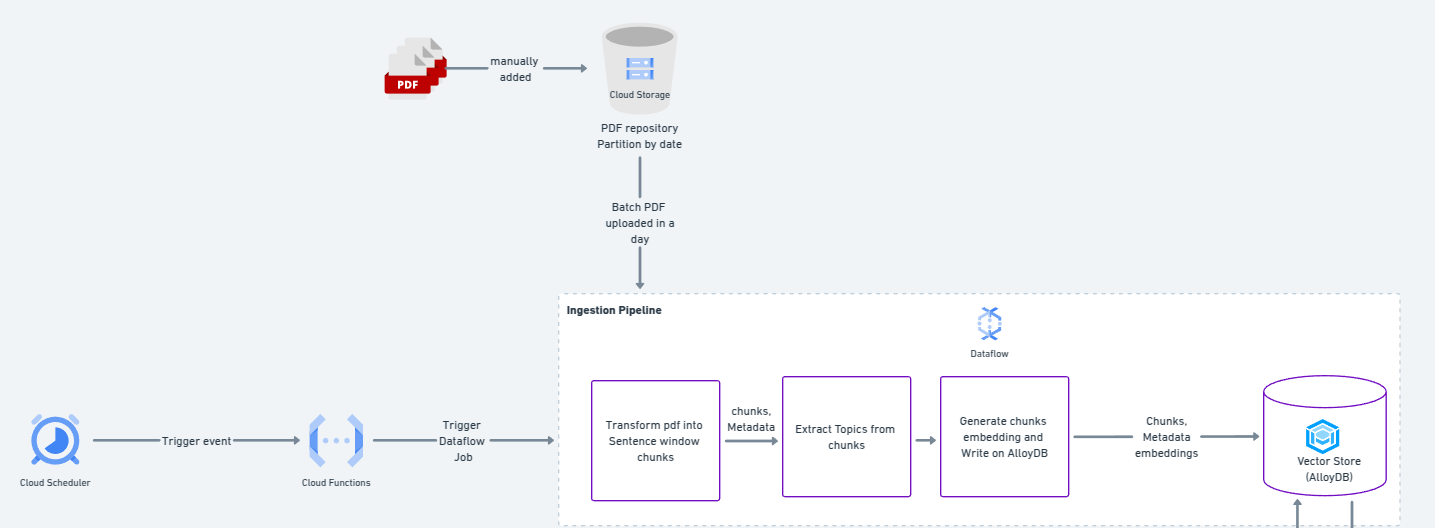 PDF
manually
added
Cloud Storage
PDF repository
Partition by date
Batch PDF
uploaded in a
day
Ingestion Pipeline
Dataflow
Cloud Scheduler
Trigger event
Cloud Functions
Trigger
Dataflow
Job
Transform pdf into
Sentence window
chunks
chunks,
Metadata
Extract Topics from
chunks
Generate chunks
embedding and
Write on AlloyDB
Chunks,
Metadata
embeddings
Vector Store
(AlloyDB)